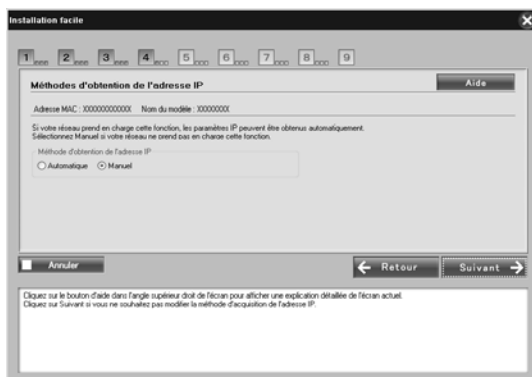 Installation facile
1 2 3 4 5 6 7 8 9
Méthodes d'obtention de l'adresse IP
Aide
Adresse MAC : XXXXXXXXXXXX Nom du modèle : XXXXXXXX
Si votre réseau prend en charge cette fonction, les paramètres IP peuvent être obtenus automatiquement.
Sélectionnez Manuel si votre réseau ne prend pas en charge cette fonction.
Méthode d'obtention de l'adresse IP
Automatique Manuel
Annuler
Retour
Suivant
Cliquez sur le bouton d'aide dans l'angle supérieur droit de l'écran pour afficher une explication détaillée de l'écran actuel.
Cliquez sur Suivant si vous ne souhaitez pas modifier la méthode d'acquisition de l'adresse IP.